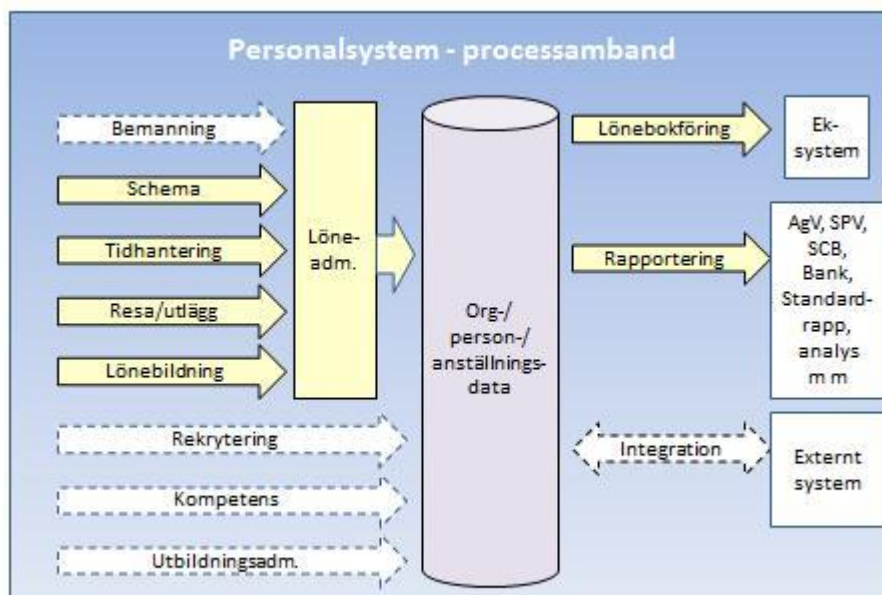 Personalsystem - processamband
Bemanning
Schema
Tidhantering
Resa/utlägg
Lönebildning
Rekrytering
Kompetens
Utbildningsadm.
Löne-
adm.
Org-/
person-/
anställnings-
data
Lönebokföring
Rapportering
Integration
Ek-
system
AgV, SPV,
SCB,
Bank,
Standard-
rapp,
analys
m m
Externt
system